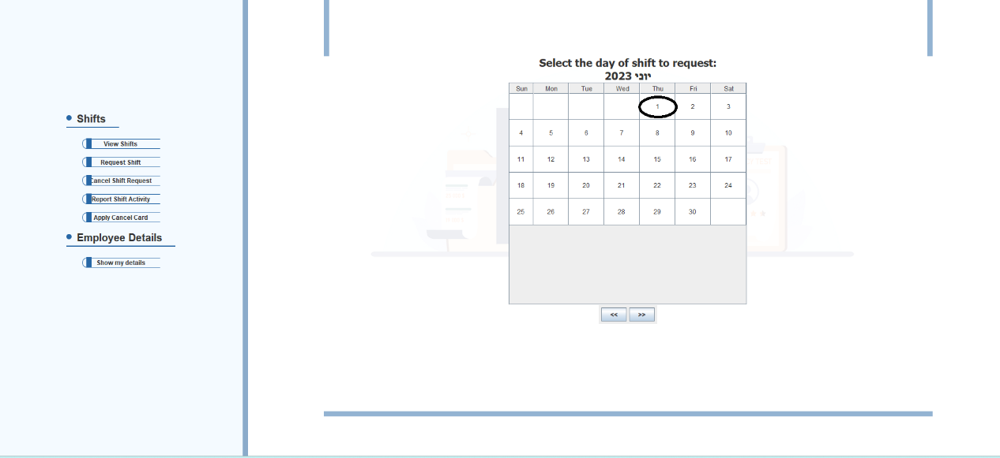 Shifts
View Shifts
Request Shift
Cancel Shift Request
Report Shift Activity
Apply Cancel Card
Employee Details
Show my details
Select the day of shift to request:
יוני 2023
Sun Mon Tue Wed Thu Fri Sat
1 2 3
4 5 6 7 8 9 10
11 12 13 14 15 16 17
18 19 20 21 22 23 24
25 26 27 28 29 30
<< >>